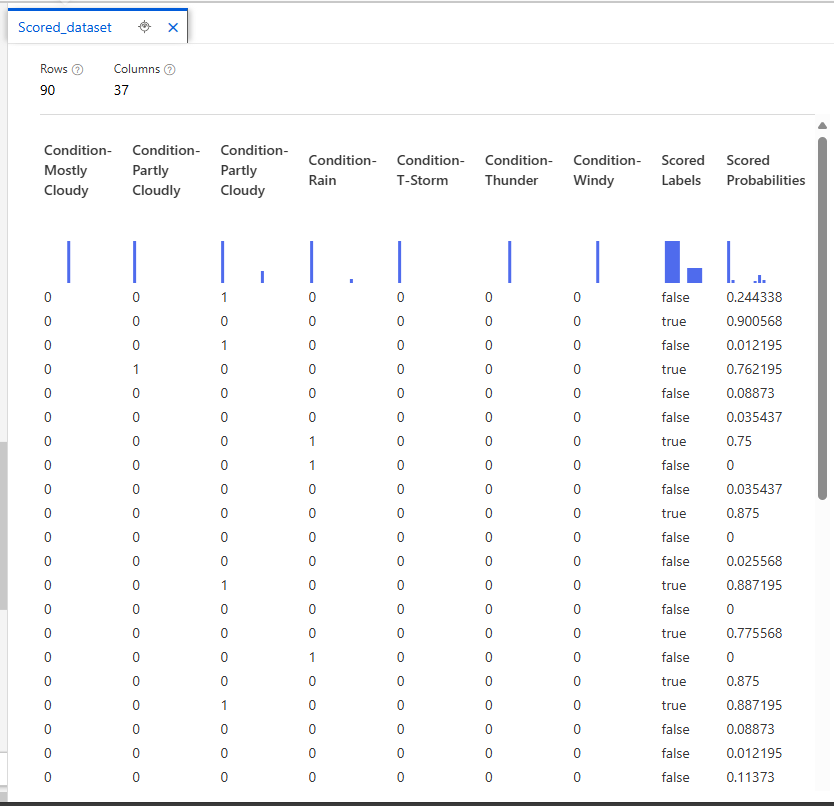 Scored_dataset
Rows Columns
90 37
Condition-Mostly Cloudy Condition-Partly Cloudly Condition-Partly Cloudy Condition-Rain Condition-T-Storm Condition-Thunder Condition-Windy Scored Labels Scored Probabilities
0 0 1 0 0 0 0 false 0.244338
0 0 0 0 0 0 0 true 0.900568
0 0 1 0 0 0 0 false 0.012195
0 1 0 0 0 0 0 true 0.762195
0 0 0 0 0 0 0 false 0.08873
0 0 0 0 0 0 0 false 0.035437
0 0 0 1 0 0 0 true 0.75
0 0 0 1 0 0 0 false 0
0 0 0 0 0 0 0 false 0.035437
0 0 0 0 0 0 0 true 0.875
0 0 0 0 0 0 0 false 0
0 0 0 0 0 0 0 false 0.025568
0 0 1 0 0 0 0 true 0.887195
0 0 0 0 0 0 0 false 0
0 0 0 0 0 0 0 true 0.775568
0 0 0 1 0 0 0 false 0
0 0 0 0 0 0 0 true 0.875
0 0 1 0 0 0 0 true 0.887195
0 0 0 0 0 0 0 false 0.08873
0 0 0 0 0 0 0 false 0.012195
0 0 0 0 0 0 0 false 0.11373